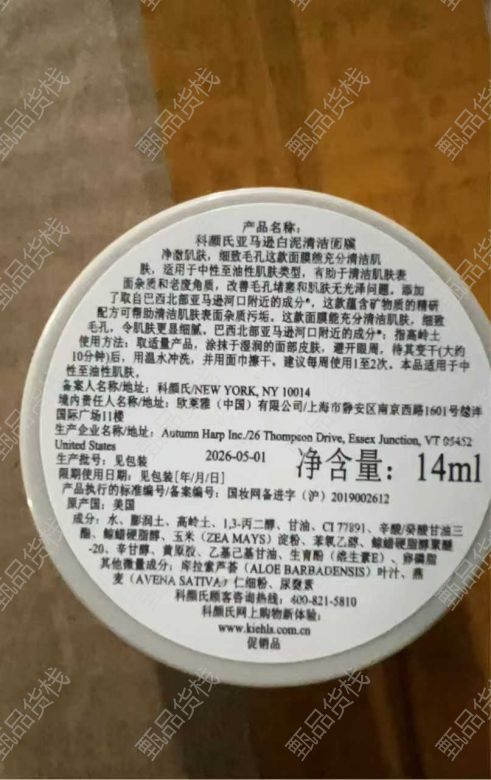 产品名称:
科颜氏亚马逊白泥清洁面膜
净澈肌肤,细致毛孔这款面膜能充分清洁肌
肤,适用于中性至油性肌肤类型,有助于清洁肌肤表
面杂质和老废角质,改善毛孔堵塞和肌肤无光泽问题。添加
了取自巴西北部亚马逊河口附近的成分*,这款蕴含矿物质的精研
配方可帮助清洁肌肤表面杂质污垢。这款面膜能充分清洁肌肤,细致
毛孔,令肌肤更显细腻。巴西北部亚马逊河口附近的成分*:指高岭土
使用方法:取适量产品,涂抹于湿润的面部皮肤,避开眼周,待其变干(大约
10分钟)后,用温水冲洗,并用面巾擦干。建议每周使用1至2次。本品适用于中
性至油性肌肤。
备案人名称/地址:科颜氏/NEW YORK, NY 10014
境内责任人名称/地址:欧莱雅(中国)有限公司/上海市静安区南京西路1601号越洋
国际广场11楼
生产企业名称/地址:Autumn Harp Inc./26 Thompson Drive, Essex Junction, VT 05452
United States
生产批号:见包装
2026-05-01
净含量:14ml
限期使用日期:见包装[年/月/日]
产品执行的标准编号/备案编号:国妆网备进字(沪)2019002612
原产国:美国
成分:水、膨润土、高岭土、1,3-丙二醇、甘油、CI 77891、辛酸/癸酸甘油三
酯、鲸蜡硬脂醇、玉米(ZEA MAYS)淀粉、苯氧乙醇、鲸蜡硬脂醇聚醚
-20、辛甘醇、黄原胶、乙基己基甘油、生育酚(维生素E)、卵磷脂
其他微量成分:库拉索芦荟(ALOE BARBADENSIS)叶汁、燕
麦(AVENA SATIVA)仁细粉、尿囊素
科颜氏顾客咨询热线:800-821-5810
科颜氏网上购物新体验:
www.kiehls.com.cn
促销品
甄品货栈